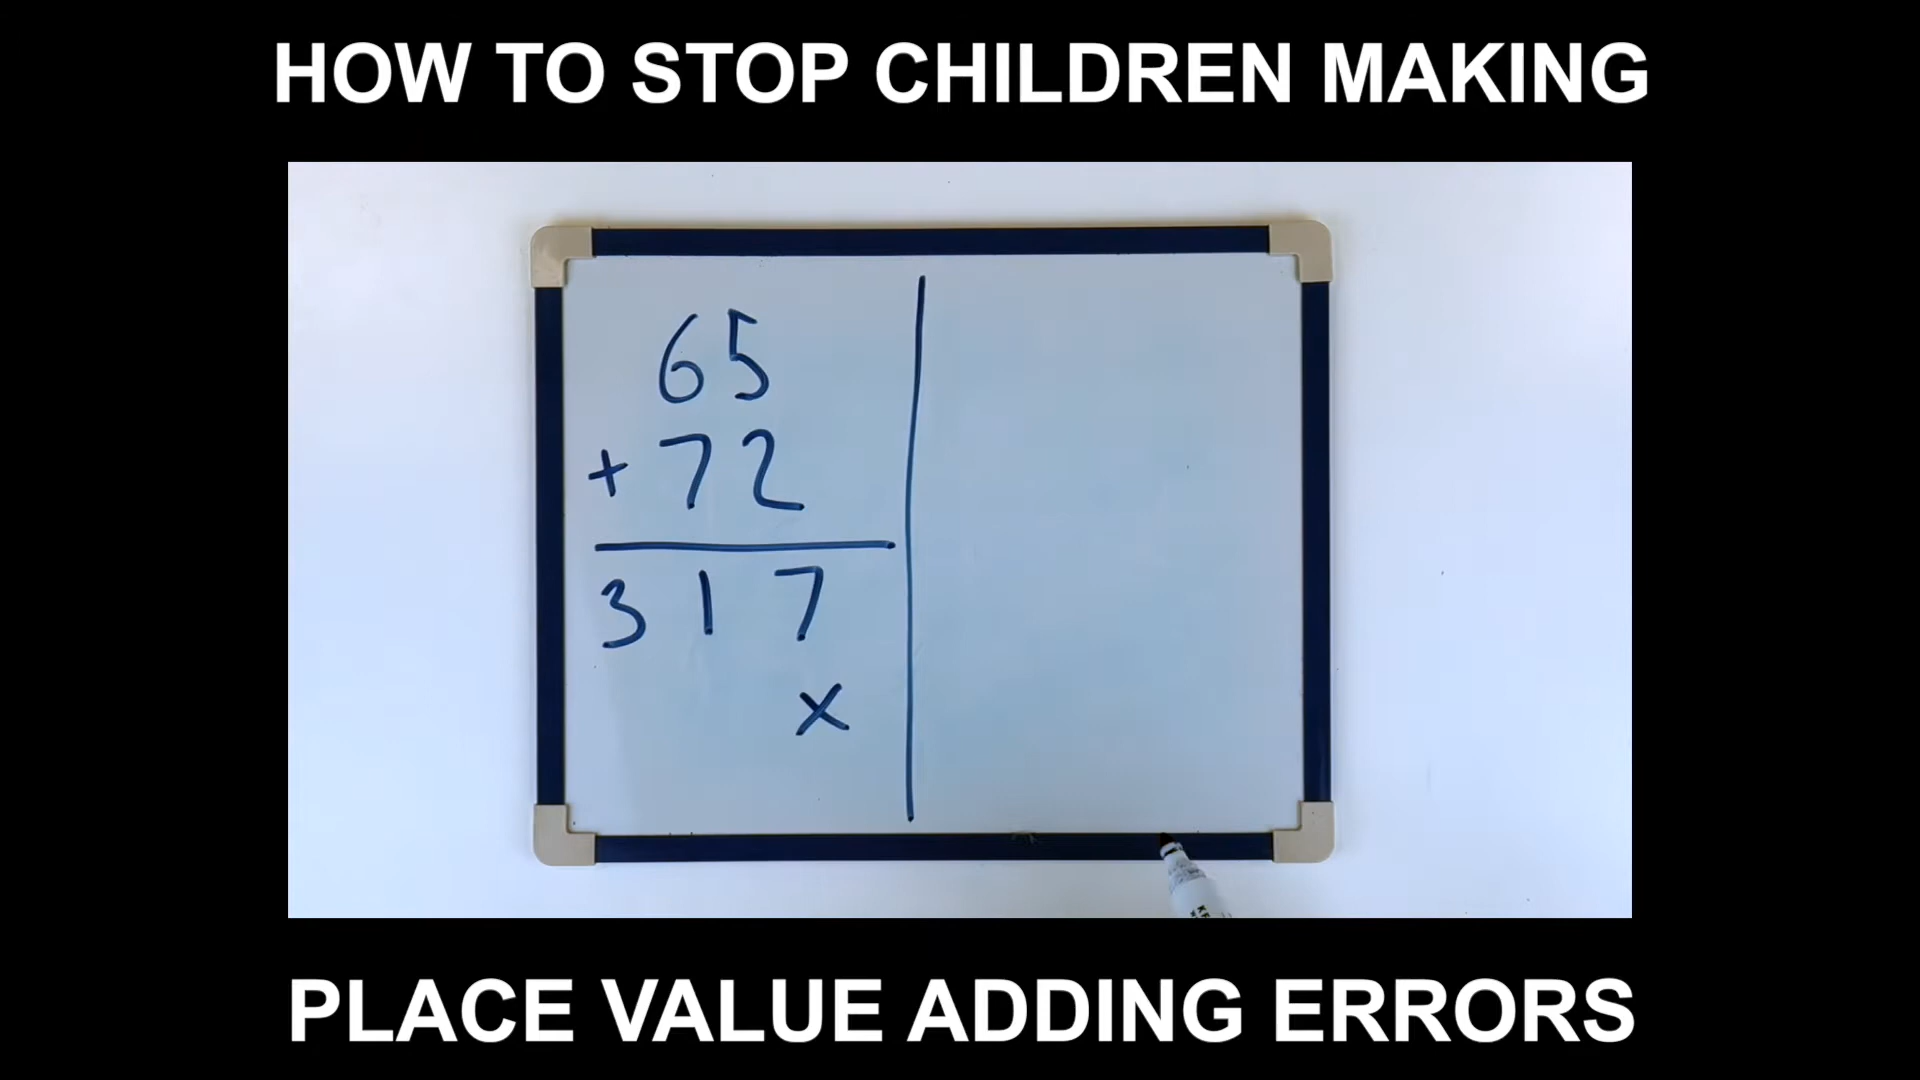 HOW TO STOP CHILDREN MAKING
65
+ 72
317
x
PLACE VALUE ADDING ERRORS